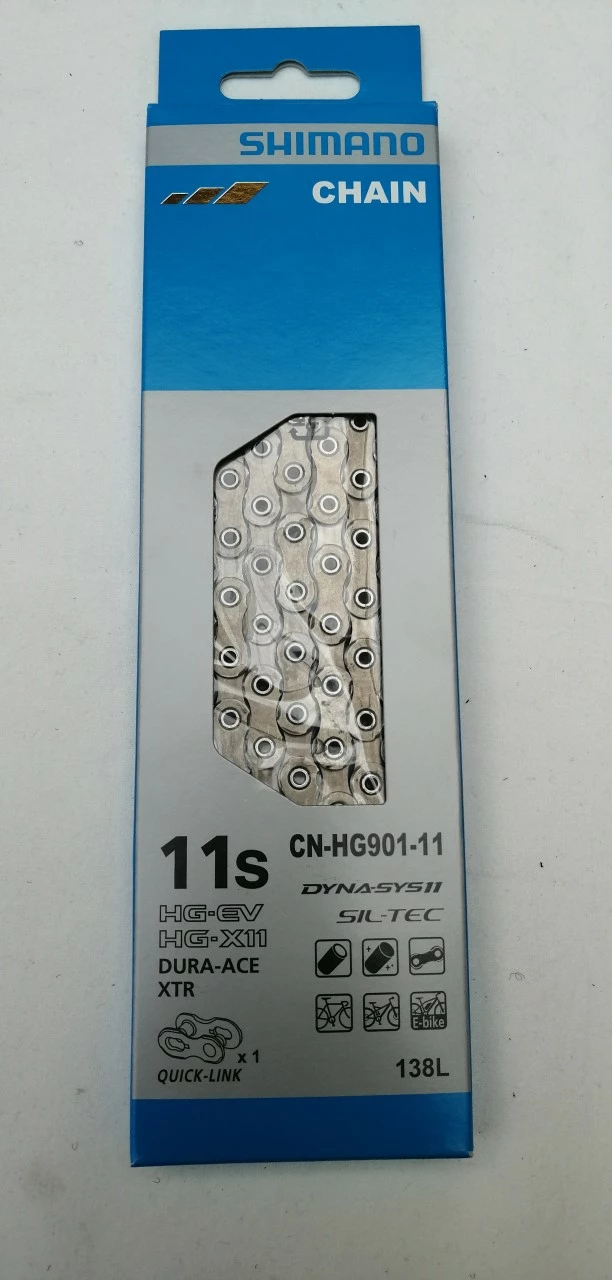 SHIMANO
CHAIN
11s
CN-HG901-11
DYNA-SYS11
HG-EV
SIL-TEC
HG-X11
DURA-ACE
XTR
E-bike
x 1
QUICK-LINK
138L